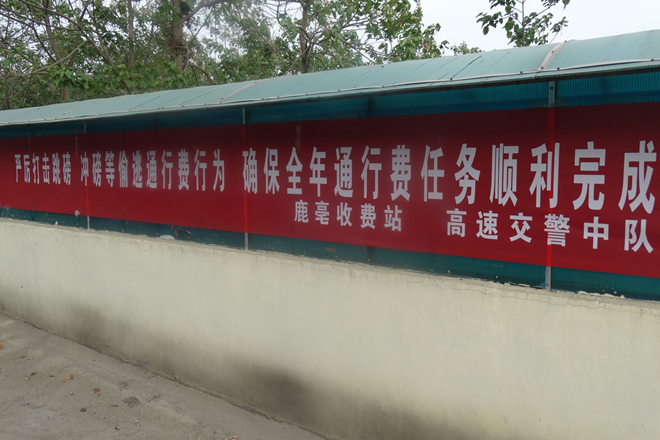 严厉打击跳磅 冲磅等偷逃通行费行为 确保全年通行费任务顺利完成
鹿亳收费站 高速交警中队